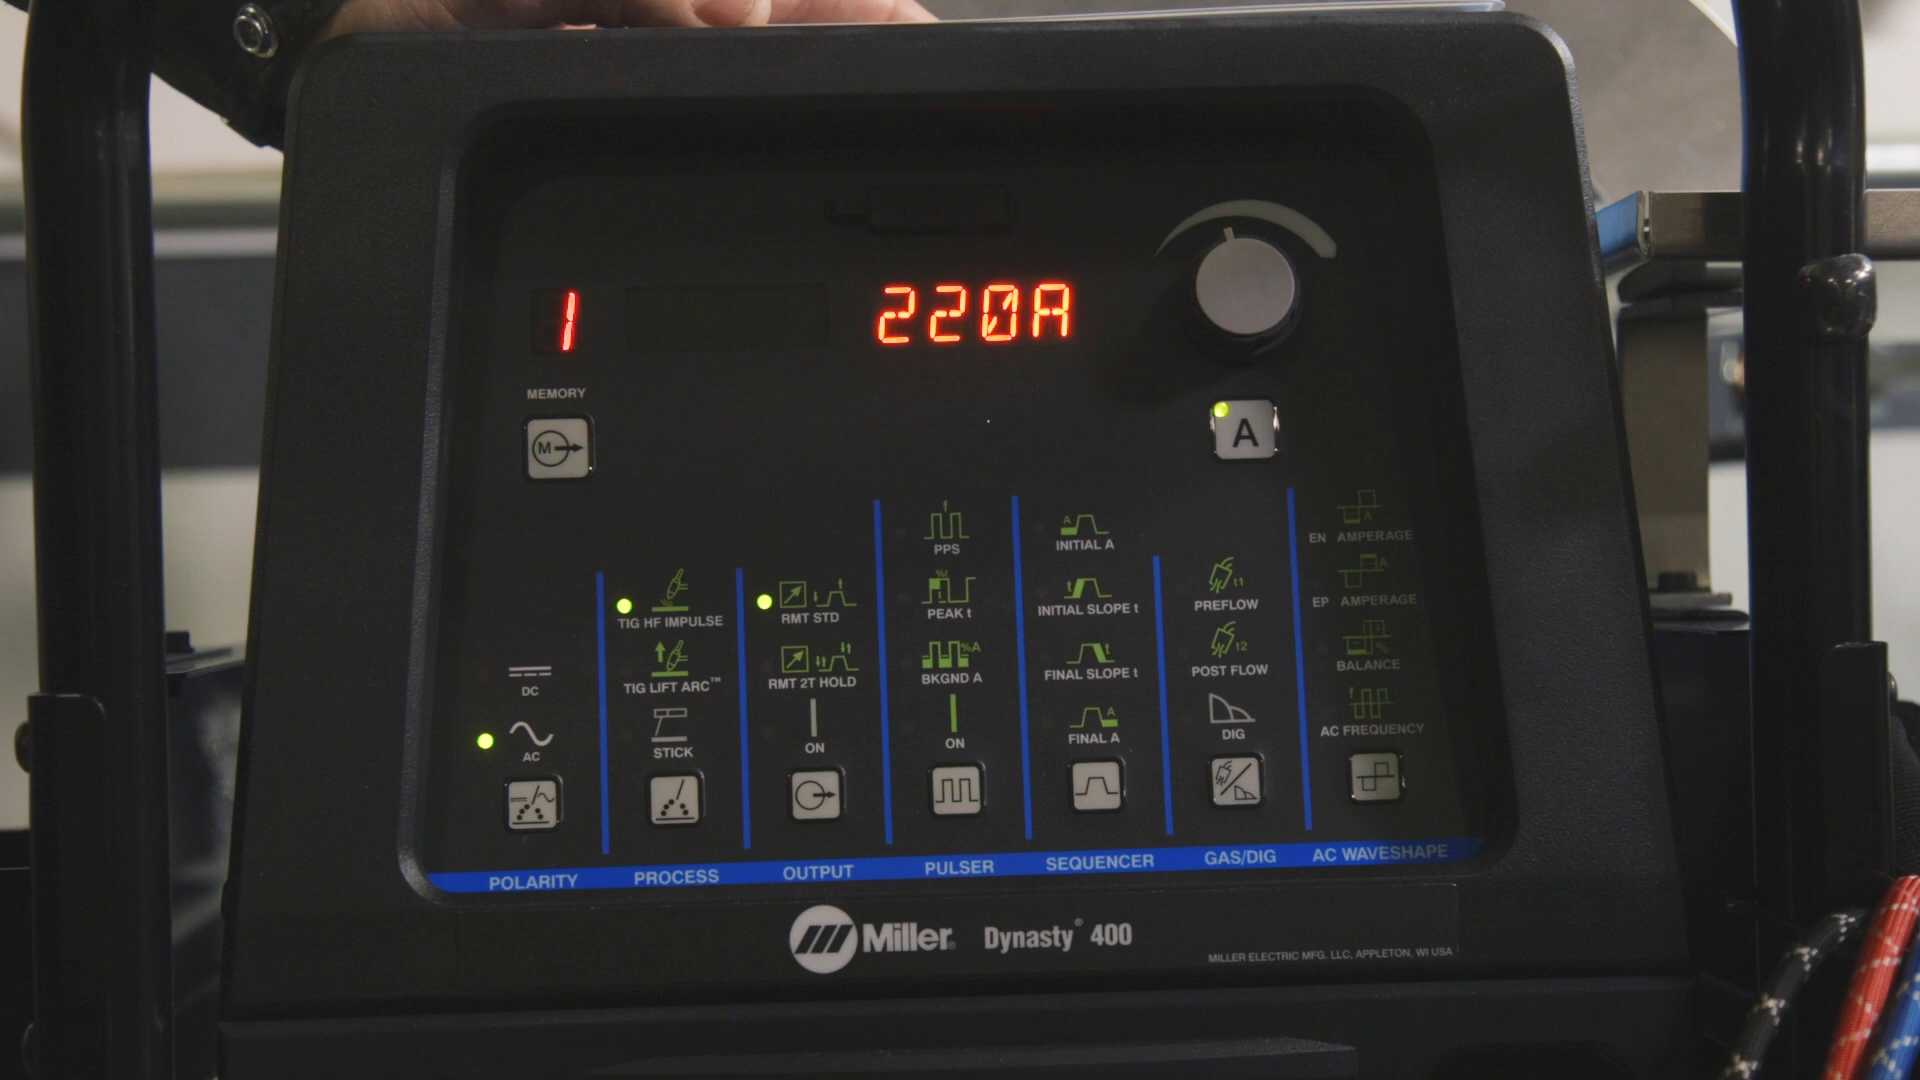 1
220A
MEMORY
M
A
f
PPS
%t
PEAK t
%A
BKGND A
ON
A
INITIAL A
t
INITIAL SLOPE t
t
FINAL SLOPE t
A
FINAL A
t1
PREFLOW
t2
POST FLOW
DIG
A
EN AMPERAGE
A
EP AMPERAGE
%
BALANCE
f
AC FREQUENCY
TIG HF IMPULSE
TIG LIFT ARC™
STICK
RMT STD
RMT 2T HOLD
ON
DC
AC
POLARITY
PROCESS
OUTPUT
PULSER
SEQUENCER
GAS/DIG
AC WAVESHAPE
Miller® Dynasty® 400
MILLER ELECTRIC MFG. LLC, APPLETON, WI USA